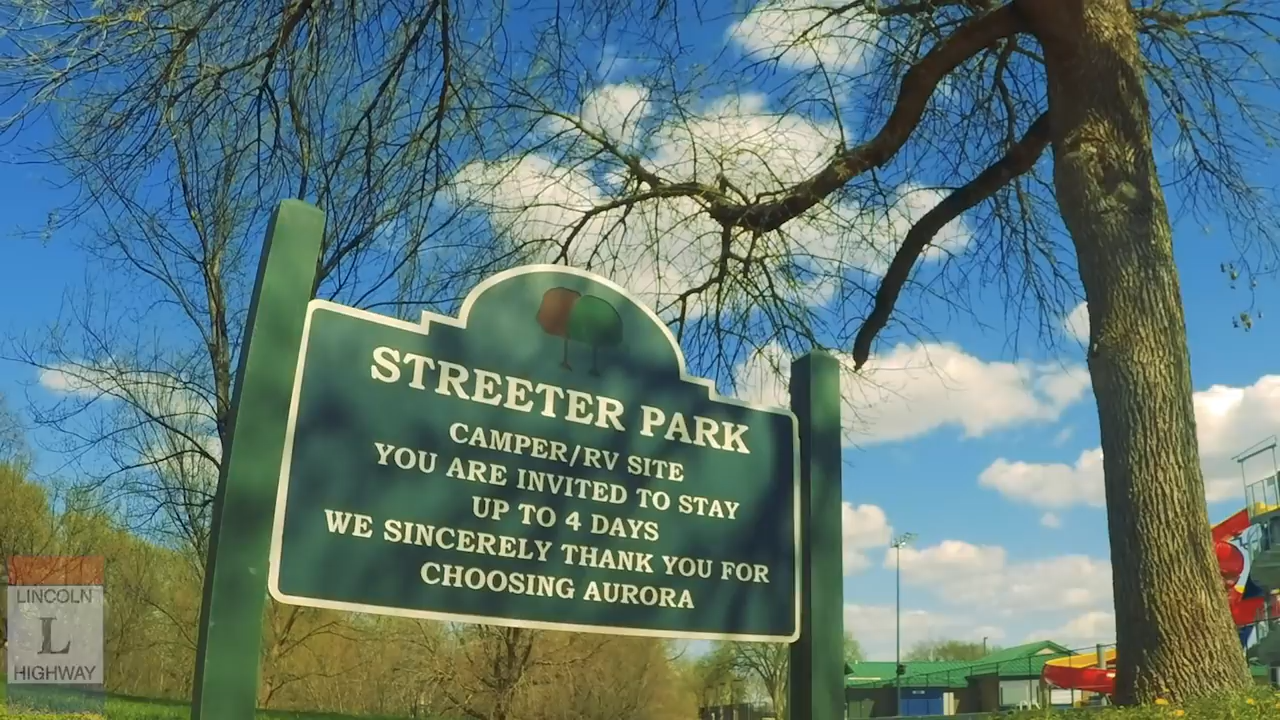 STREETER PARK
CAMPER/RV SITE
YOU ARE INVITED TO STAY
UP TO 4 DAYS
WE SINCERELY THANK YOU FOR
CHOOSING AURORA
LINCOLN
L
HIGHWAY